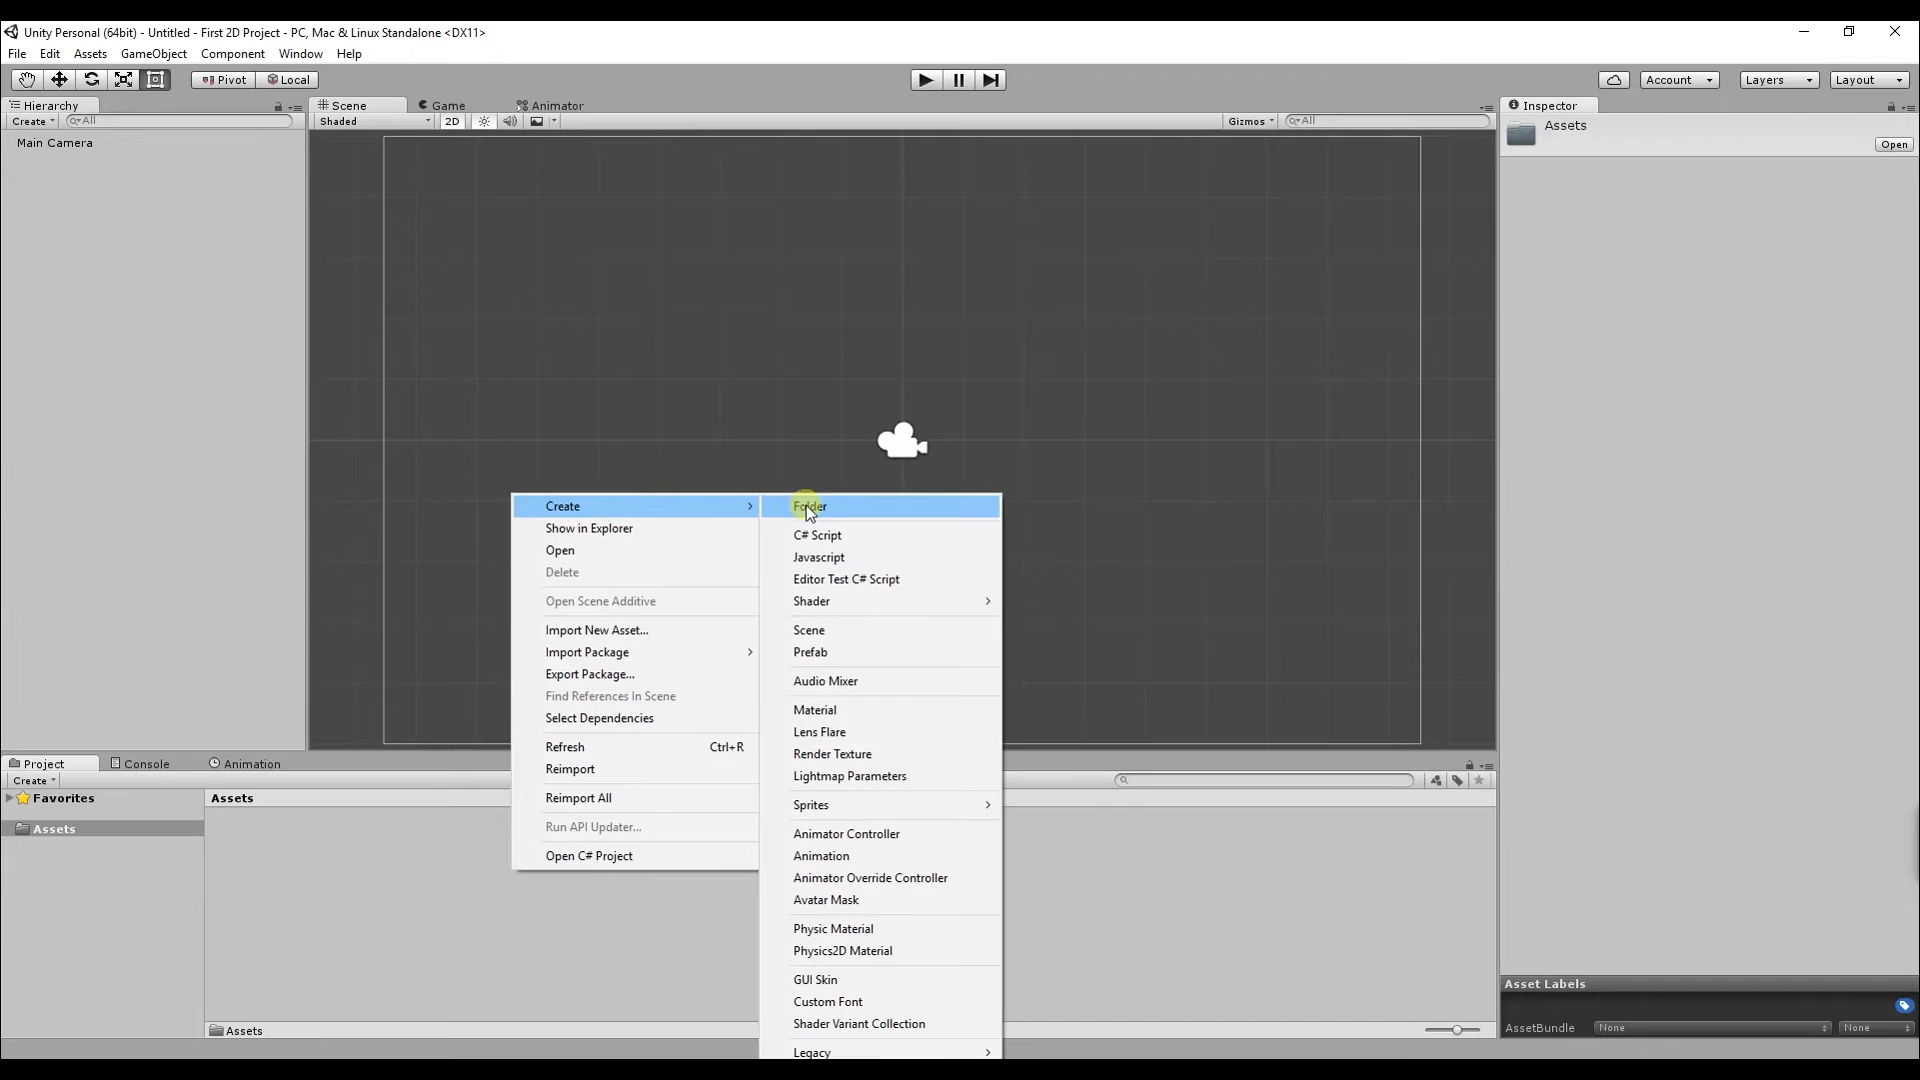 Unity Personal (64bit) - Untitled - First 2D Project - PC, Mac & Linux Standalone <DX11>
File Edit Assets GameObject Component Window Help
Pivot Local Account Layers Layout
Hierarchy Scene Game Animator Inspector
Create All Shaded 2D Gizmos All
Assets
Open
Main Camera
Create
Show in Explorer
Open
Delete
Open Scene Additive
Import New Asset...
Import Package
Export Package...
Find References In Scene
Select Dependencies
Refresh Ctrl+R
Reimport
Reimport All
Run API Updater...
Open C# Project
Folder
C# Script
Javascript
Editor Test C# Script
Shader
Scene
Prefab
Audio Mixer
Material
Lens Flare
Render Texture
Lightmap Parameters
Sprites
Animator Controller
Animation
Animator Override Controller
Avatar Mask
Physic Material
Physics2D Material
GUI Skin
Custom Font
Shader Variant Collection
Legacy
Project Console Animation
Create
Favorites
Assets
Assets
Assets
Asset Labels
AssetBundle None None